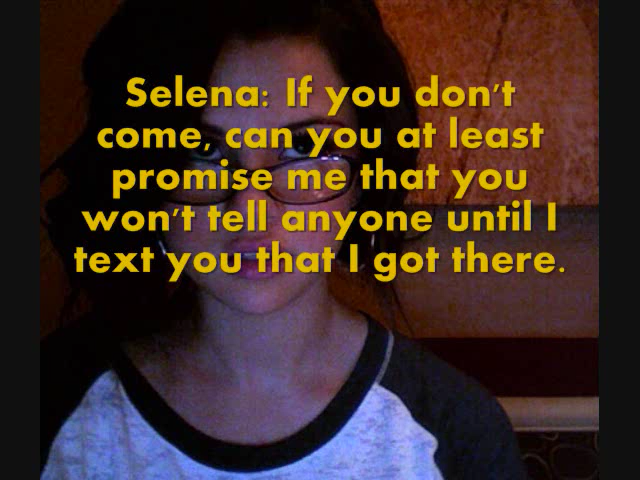 Selena: If you don't
come, can you at least
promise me that you
won't tell anyone until I
text you that I got there.